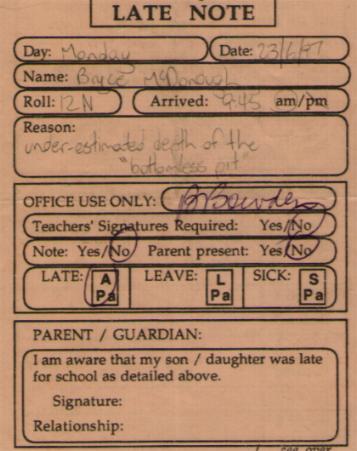 LATE NOTE
Day: Monday Date: 23/6/97
Name: Bryce McDonough
Roll: 12N Arrived: 9:45 am/pm
Reason:
under-estimated depth of the
"bottomless pit"
OFFICE USE ONLY: B Bowden
Teachers' Signatures Required: Yes/No
Note: Yes/No Parent present: Yes/No
LATE: A Pa LEAVE: L Pa SICK: S Pa
PARENT / GUARDIAN:
I am aware that my son / daughter was late
for school as detailed above.
Signature:
Relationship:
see over